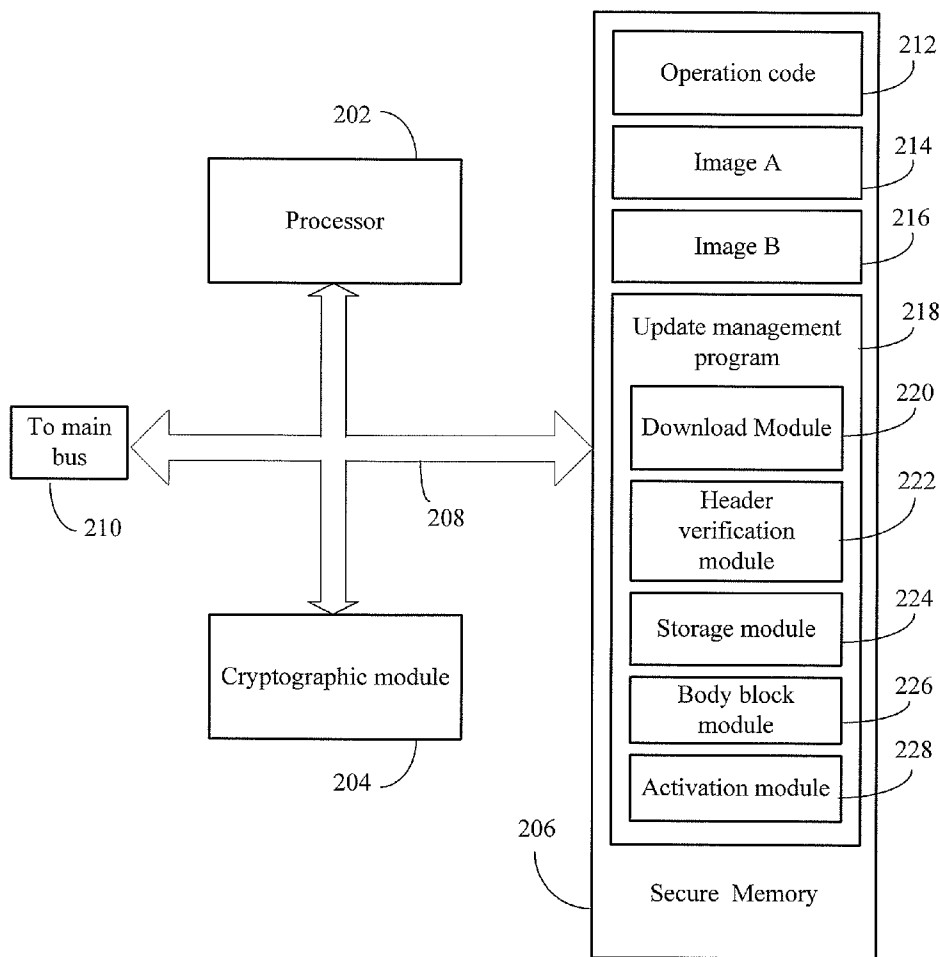 Operation code
212
Image A
214
Image B
216
Update management
program
218
Download Module
220
Header
verification
module
222
Storage module
224
Body block
module
226
Activation module
228
206
Secure Memory
202
Processor
To main
bus
210
208
Cryptographic module
204